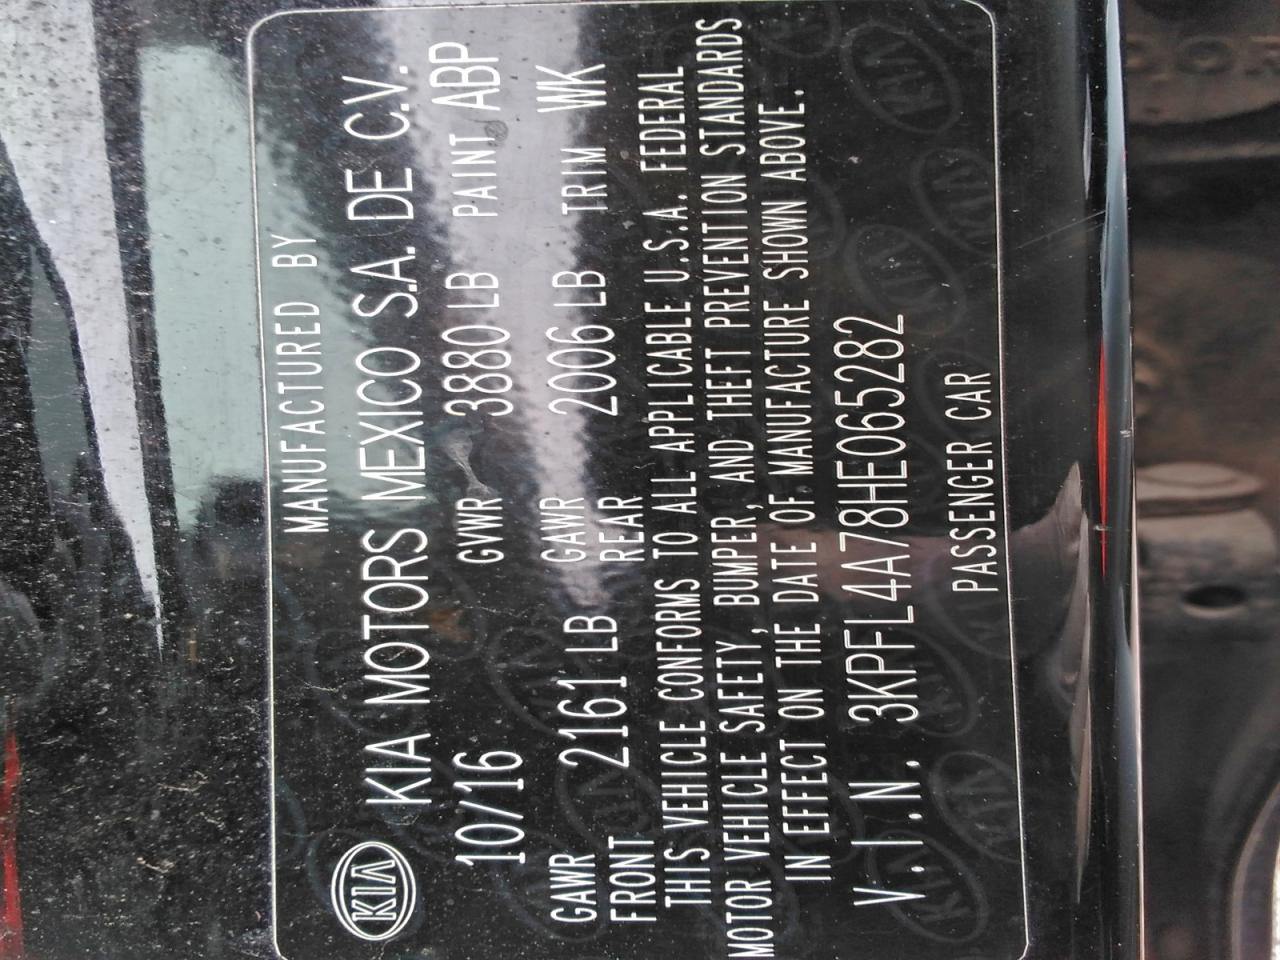 MANUFACTURED BY
KIA KIA MOTORS MEXICO S.A. DE C.V.
10/16 GVWR 3880 LB PAINT ABP
GAWR FRONT 2161 LB GAWR REAR 2006 LB TRIM WK
THIS VEHICLE CONFORMS TO ALL APPLICABLE U.S.A. FEDERAL
MOTOR VEHICLE SAFETY, BUMPER, AND THEFT PREVENTION STANDARDS
IN EFFECT ON THE DATE OF MANUFACTURE SHOWN ABOVE.
V.I.N. 3KPFL4A78HE065282
PASSENGER CAR